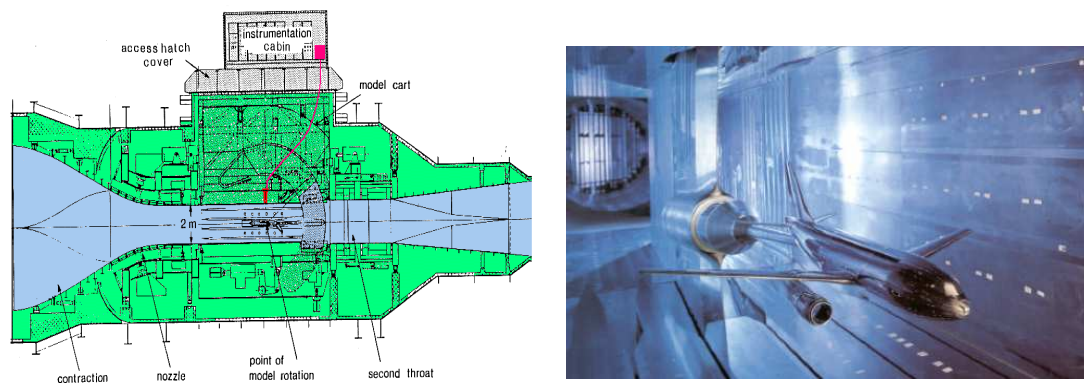 instrumentation
cabin
access hatch
cover
model cart
2 m
contraction
nozzle
point of
model rotation
second throat